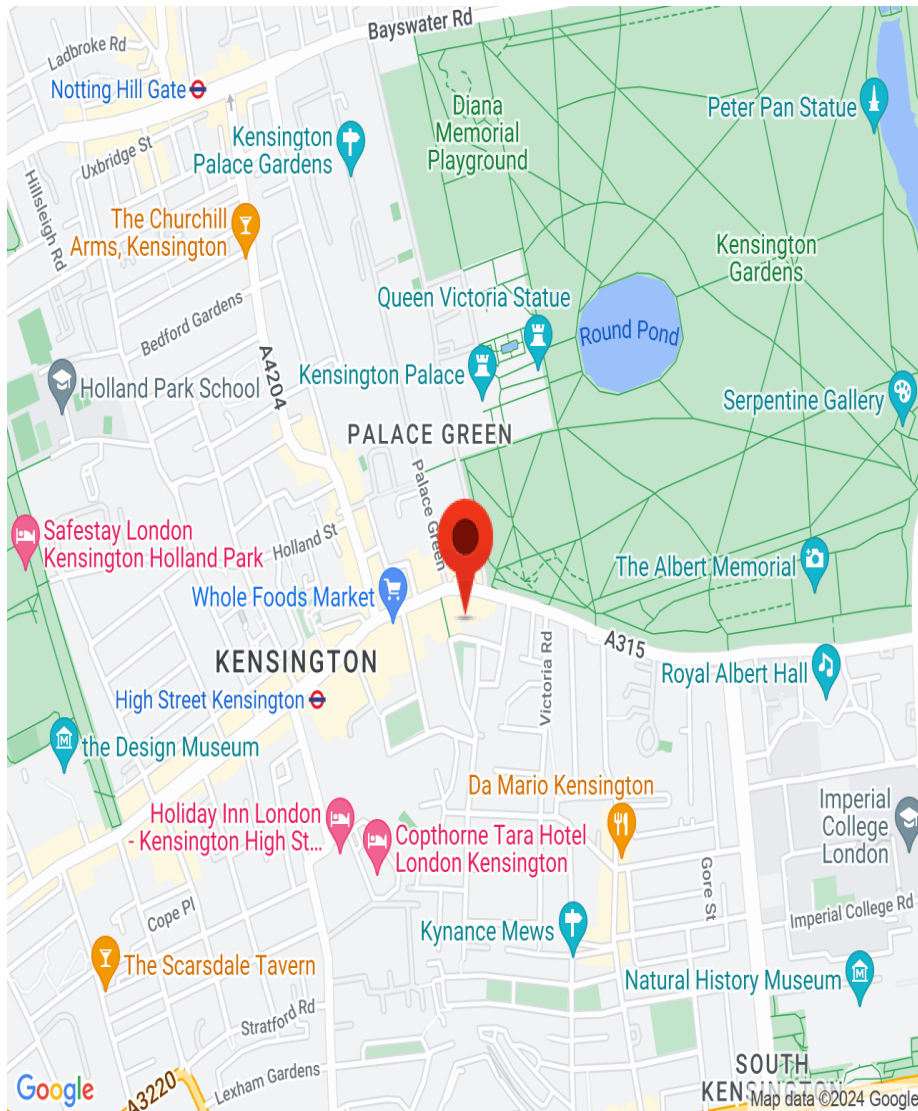 Bayswater Rd
Ladbroke Rd
Notting Hill Gate
Diana
Memorial
Playground
Peter Pan Statue
Kensington
Palace Gardens
Uxbridge St
Hillsleigh Rd
The Churchill
Arms, Kensington
Kensington
Gardens
Queen Victoria Statue
Bedford Gardens
Round Pond
A4204
Kensington Palace
Holland Park School
Serpentine Gallery
PALACE GREEN
Palace Green
Safestay London
Kensington Holland Park
Holland St
The Albert Memorial
Whole Foods Market
A315
KENSINGTON
Victoria Rd
Royal Albert Hall
High Street Kensington
the Design Museum
Da Mario Kensington
Holiday Inn London
- Kensington High St...
Copthorne Tara Hotel
London Kensington
Imperial
College
London
Gore St
Cope Pl
Imperial College Rd
Kynance Mews
The Scarsdale Tavern
Natural History Museum
Stratford Rd
SOUTH
KENSINGTON
Google
A3220
Lexham Gardens
Map data ©2024 Google